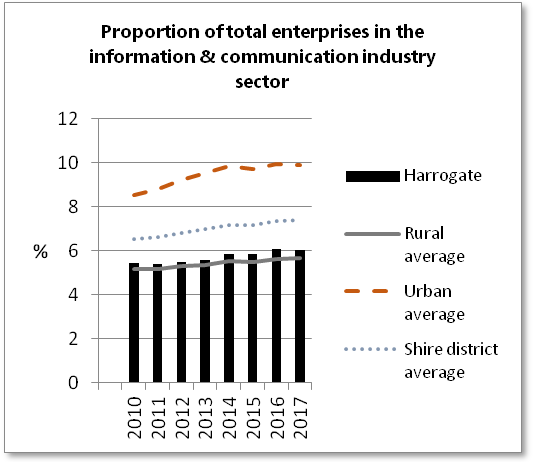 Proportion of total enterprises in the
information & communication industry
sector
12
10
8
6
4
2
0
%
2010
2011
2012
2013
2014
2015
2016
2017
Harrogate
Rural
average
Urban
average
Shire district
average